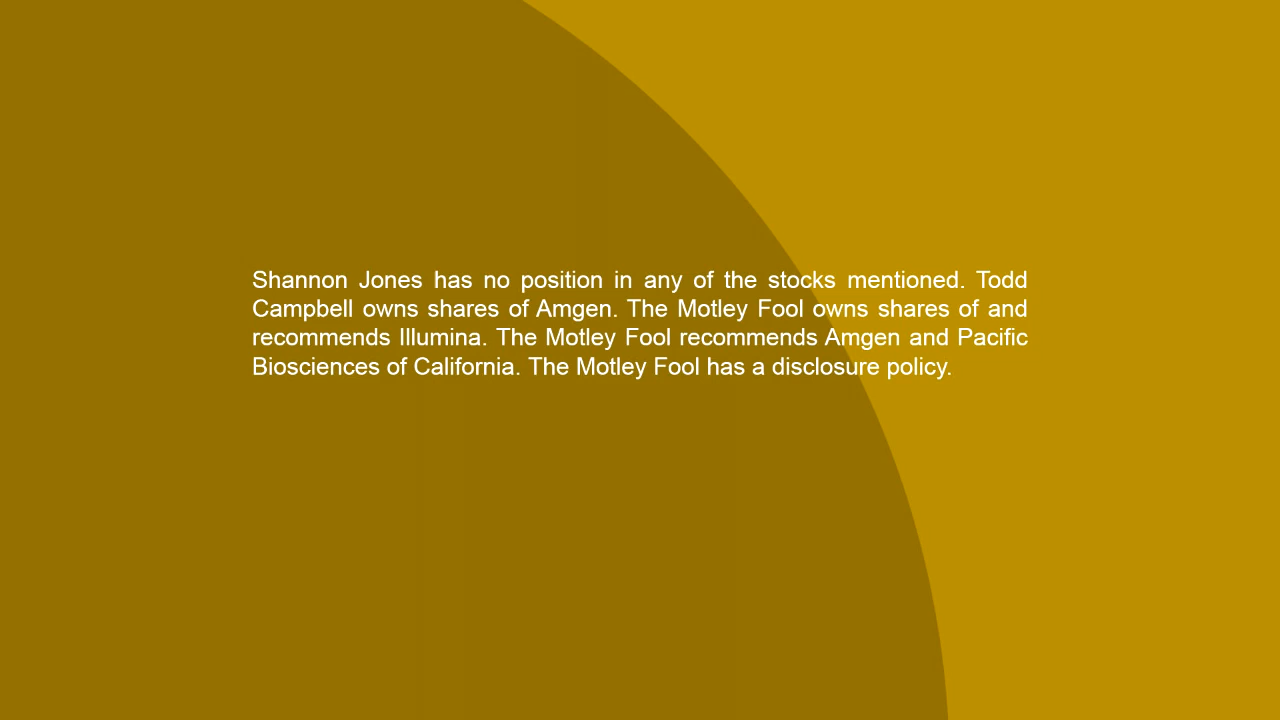 Shannon Jones has no position in any of the stocks mentioned. Todd
Campbell owns shares of Amgen. The Motley Fool owns shares of and
recommends Illumina. The Motley Fool recommends Amgen and Pacific
Biosciences of California. The Motley Fool has a disclosure policy.